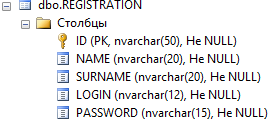 dbo.REGISTRATION
Столбцы
ID (PK, nvarchar(50), Не NULL)
NAME (nvarchar(20), Не NULL)
SURNAME (nvarchar(20), Не NULL)
LOGIN (nvarchar(12), Не NULL)
PASSWORD (nvarchar(15), Не NULL)